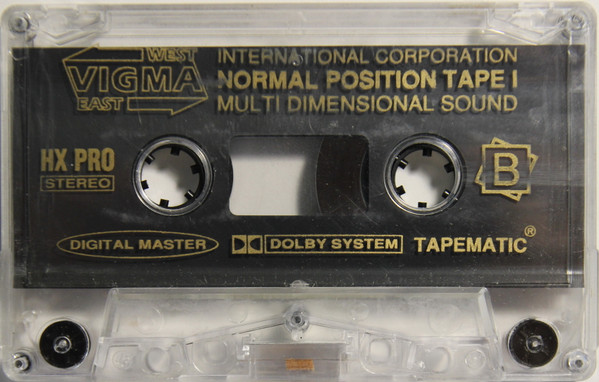 WEST
VIGMA
EAST
INTERNATIONAL CORPORATION
NORMAL POSITION TAPE I
MULTI DIMENSIONAL SOUND
HX PRO
STEREO
B
DIGITAL MASTER
DOLBY SYSTEM
TAPEMATIC®